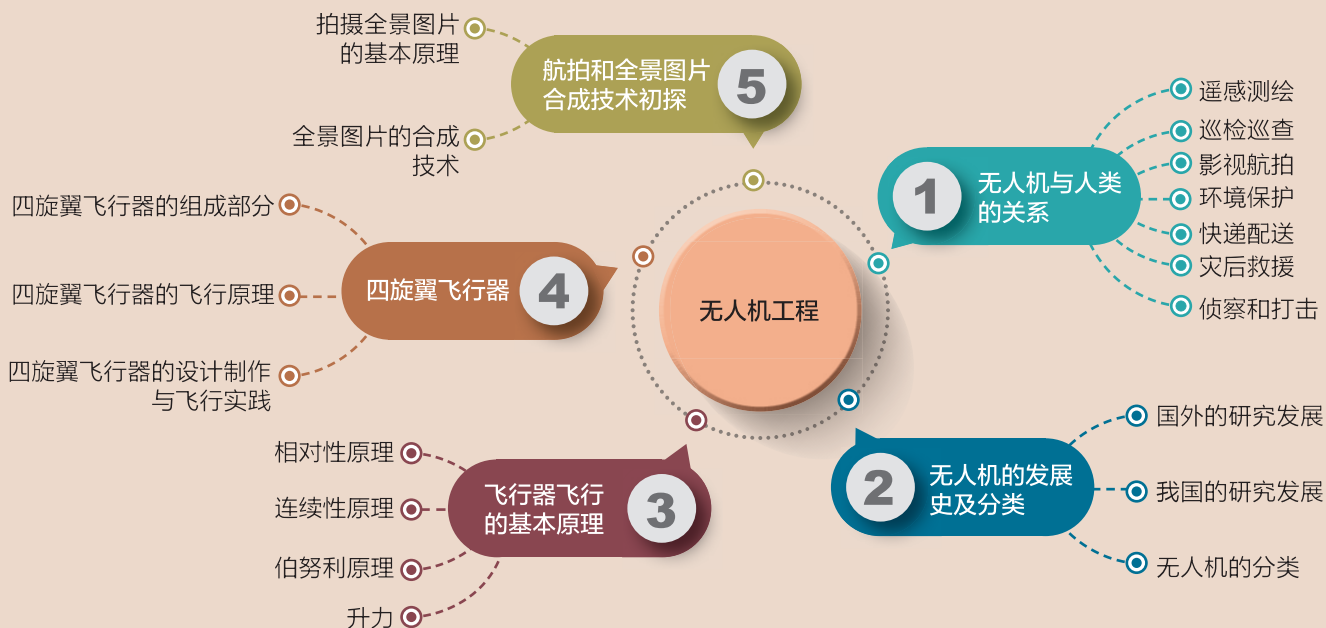 无人机工程
1
无人机与人类
的关系
遥感测绘
巡检巡查
影视航拍
环境保护
快递配送
灾后救援
侦察和打击
2
无人机的发展
史及分类
国外的研究发展
我国的研究发展
无人机的分类
3
飞行器飞行
的基本原理
相对性原理
连续性原理
伯努利原理
升力
4
四旋翼飞行器
四旋翼飞行器的组成部分
四旋翼飞行器的飞行原理
四旋翼飞行器的设计制作
与飞行实践
5
航拍和全景图片
合成技术初探
拍摄全景图片
的基本原理
全景图片的合成
技术